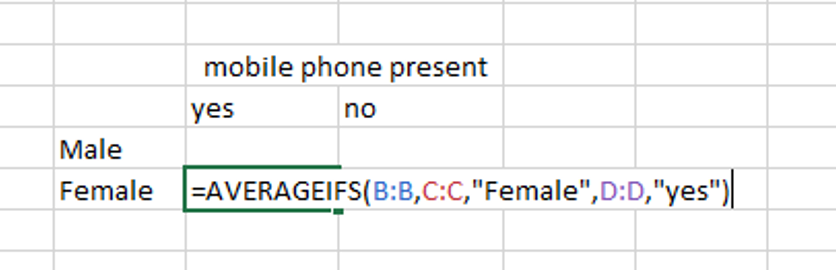 mobile phone present
yes no
Male
Female =AVERAGEIFS(B:B,C:C,"Female",D:D,"yes")